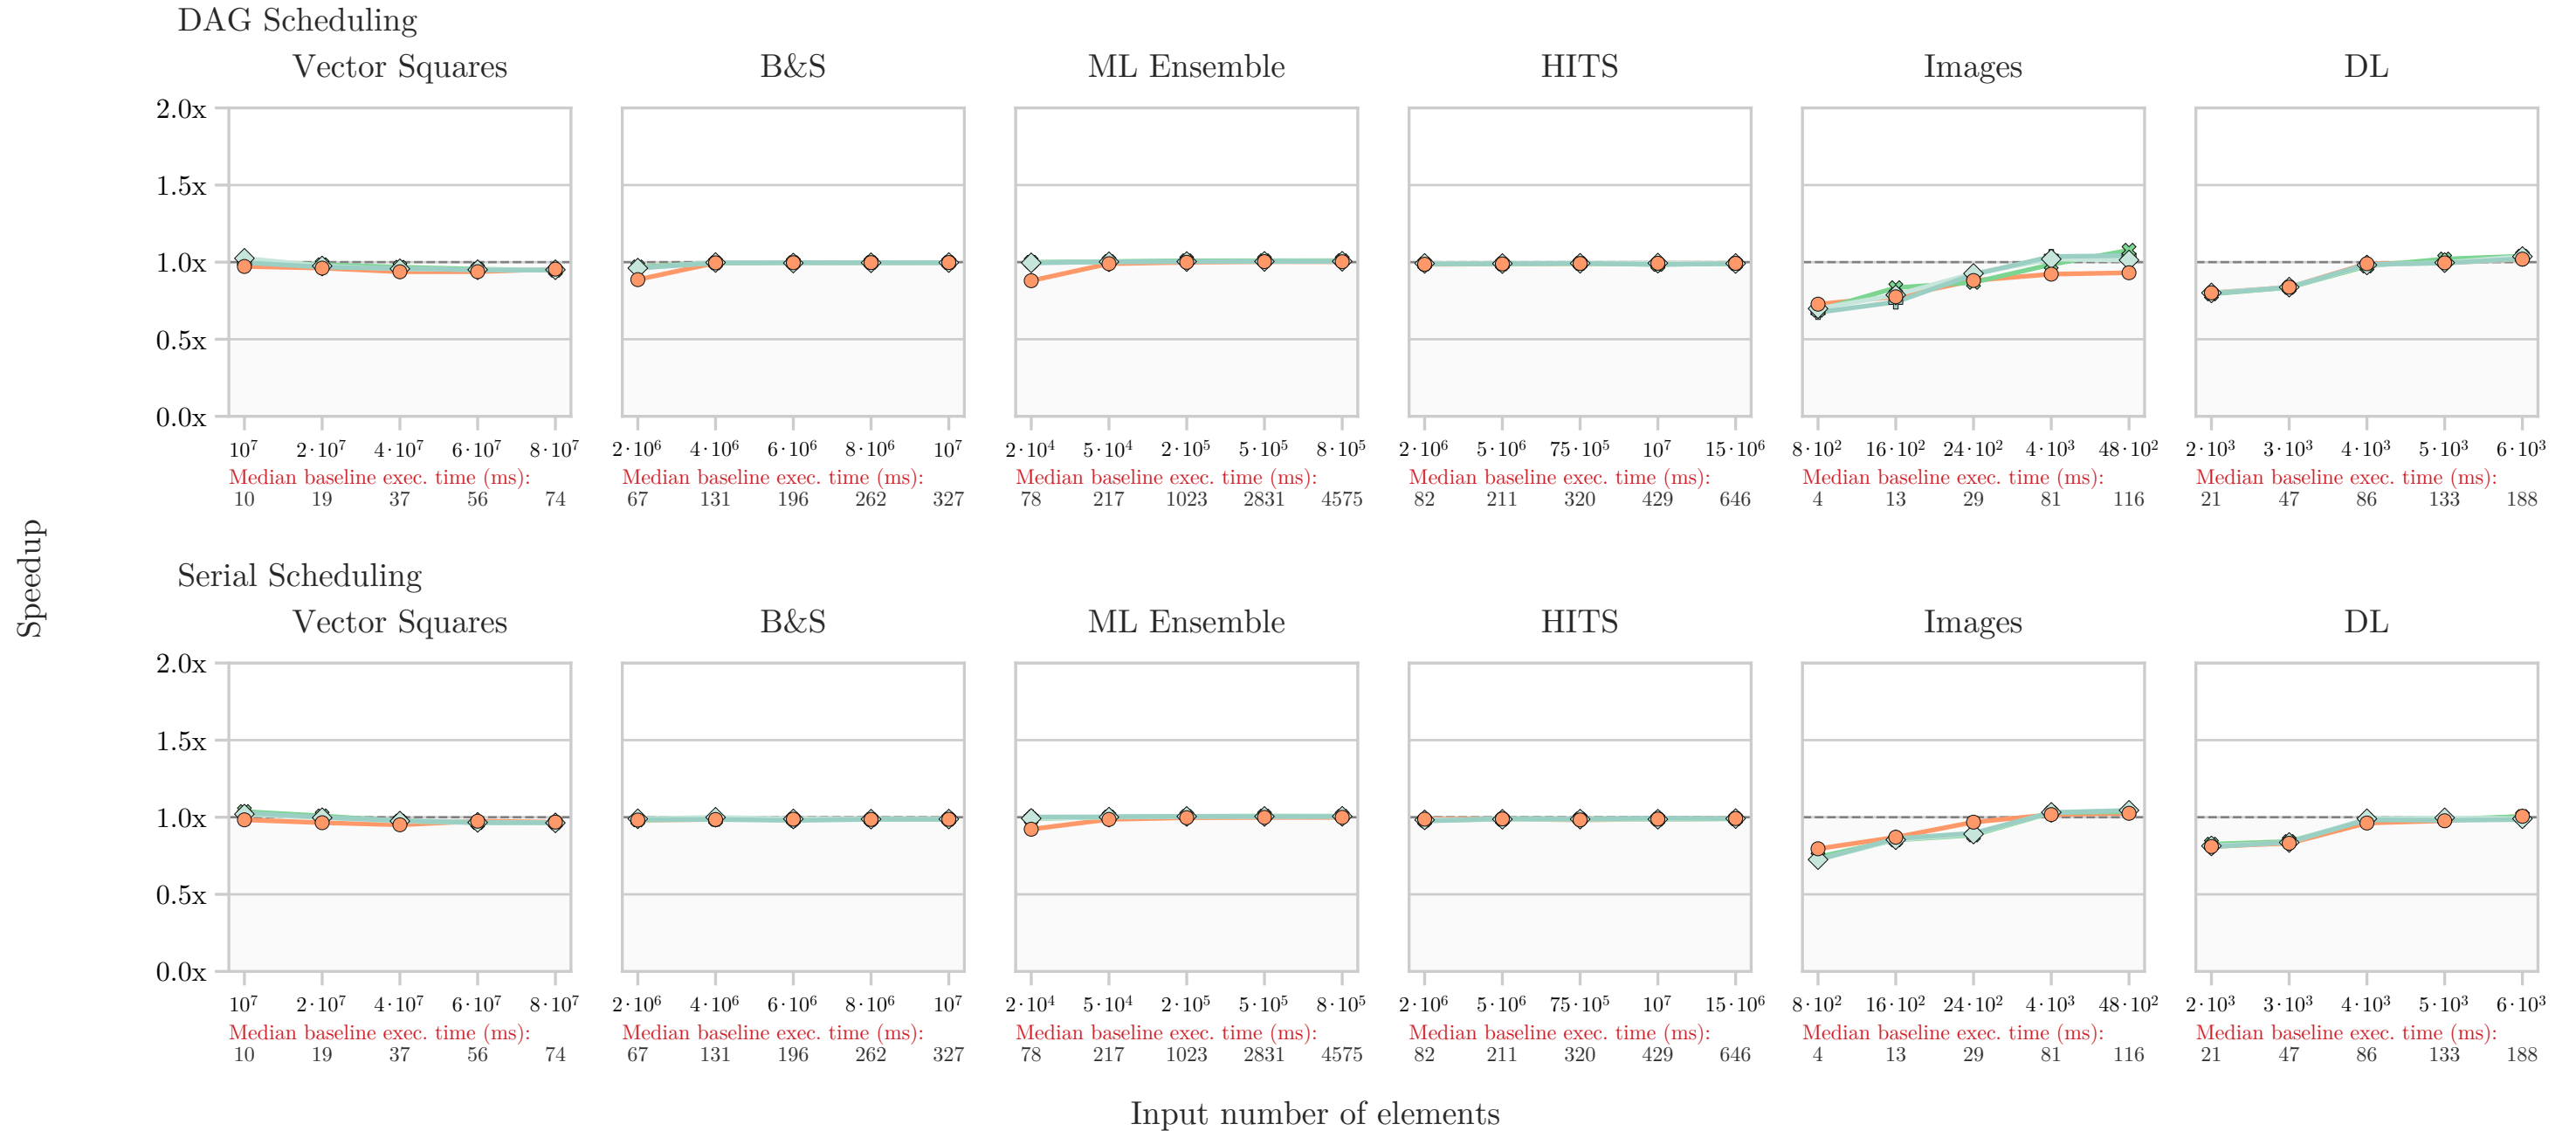 DAG Scheduling
Vector Squares B&S ML Ensemble HITS Images DL
2.0x
1.5x
1.0x
0.5x
0.0x
10⁷ 2·10⁷ 4·10⁷ 6·10⁷ 8·10⁷ 2·10⁶ 4·10⁶ 6·10⁶ 8·10⁶ 10⁷ 2·10⁴ 5·10⁴ 2·10⁵ 5·10⁵ 8·10⁵ 2·10⁶ 5·10⁶ 75·10⁵ 10⁷ 15·10⁶ 8·10² 16·10² 24·10² 4·10³ 48·10² 2·10³ 3·10³ 4·10³ 5·10³ 6·10³
Median baseline exec. time (ms): Median baseline exec. time (ms): Median baseline exec. time (ms): Median baseline exec. time (ms): Median baseline exec. time (ms): Median baseline exec. time (ms):
10 19 37 56 74 67 131 196 262 327 78 217 1023 2831 4575 82 211 320 429 646 4 13 29 81 116 21 47 86 133 188
Speedup
Serial Scheduling
Vector Squares B&S ML Ensemble HITS Images DL
2.0x
1.5x
1.0x
0.5x
0.0x
10⁷ 2·10⁷ 4·10⁷ 6·10⁷ 8·10⁷ 2·10⁶ 4·10⁶ 6·10⁶ 8·10⁶ 10⁷ 2·10⁴ 5·10⁴ 2·10⁵ 5·10⁵ 8·10⁵ 2·10⁶ 5·10⁶ 75·10⁵ 10⁷ 15·10⁶ 8·10² 16·10² 24·10² 4·10³ 48·10² 2·10³ 3·10³ 4·10³ 5·10³ 6·10³
Median baseline exec. time (ms): Median baseline exec. time (ms): Median baseline exec. time (ms): Median baseline exec. time (ms): Median baseline exec. time (ms): Median baseline exec. time (ms):
10 19 37 56 74 67 131 196 262 327 78 217 1023 2831 4575 82 211 320 429 646 4 13 29 81 116 21 47 86 133 188
Input number of elements